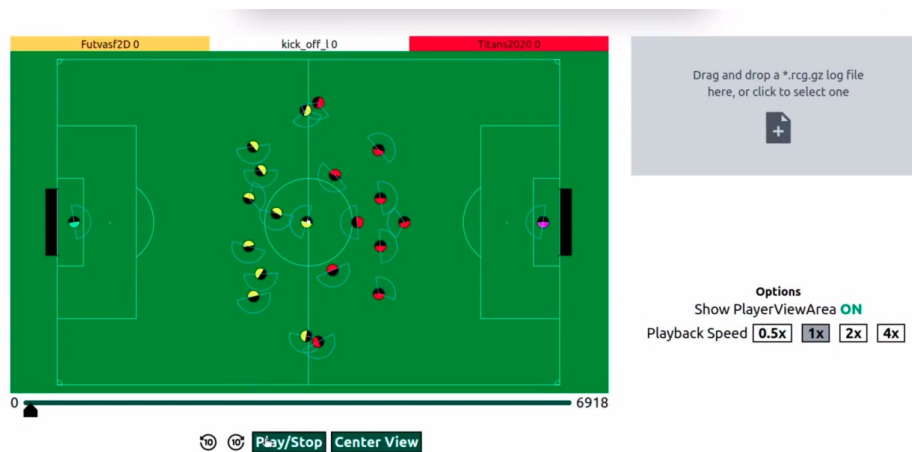 Futvasf2D 0
kick_off_l 0
Titans2020 0
Drag and drop a *.rcg.gz log file
here, or click to select one
Options
Show PlayerViewArea ON
Playback Speed 0.5x 1x 2x 4x
0
6918
10 10 Play/Stop Center View